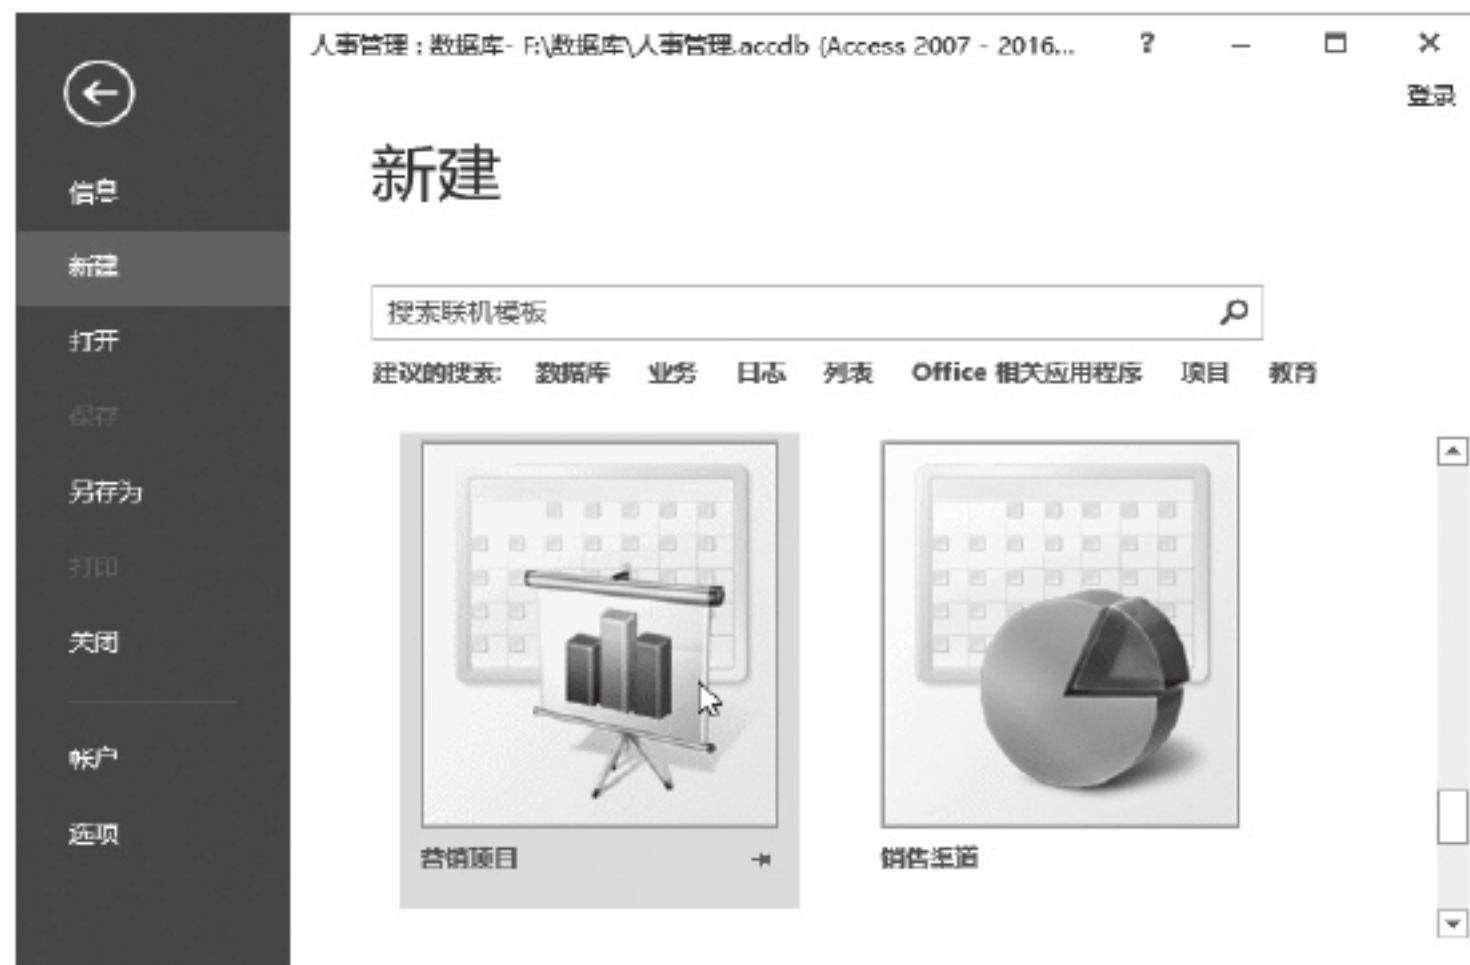 人事管理 : 数据库- F:\数据库\人事管理.accdb (Access 2007 - 2016... ?
登录
信息
新建
打开
保存
另存为
打印
关闭
帐户
选项
新建
搜索联机模板
建议的搜索: 数据库 业务 日志 列表 Office 相关应用程序 项目 教育
营销项目
销售渠道